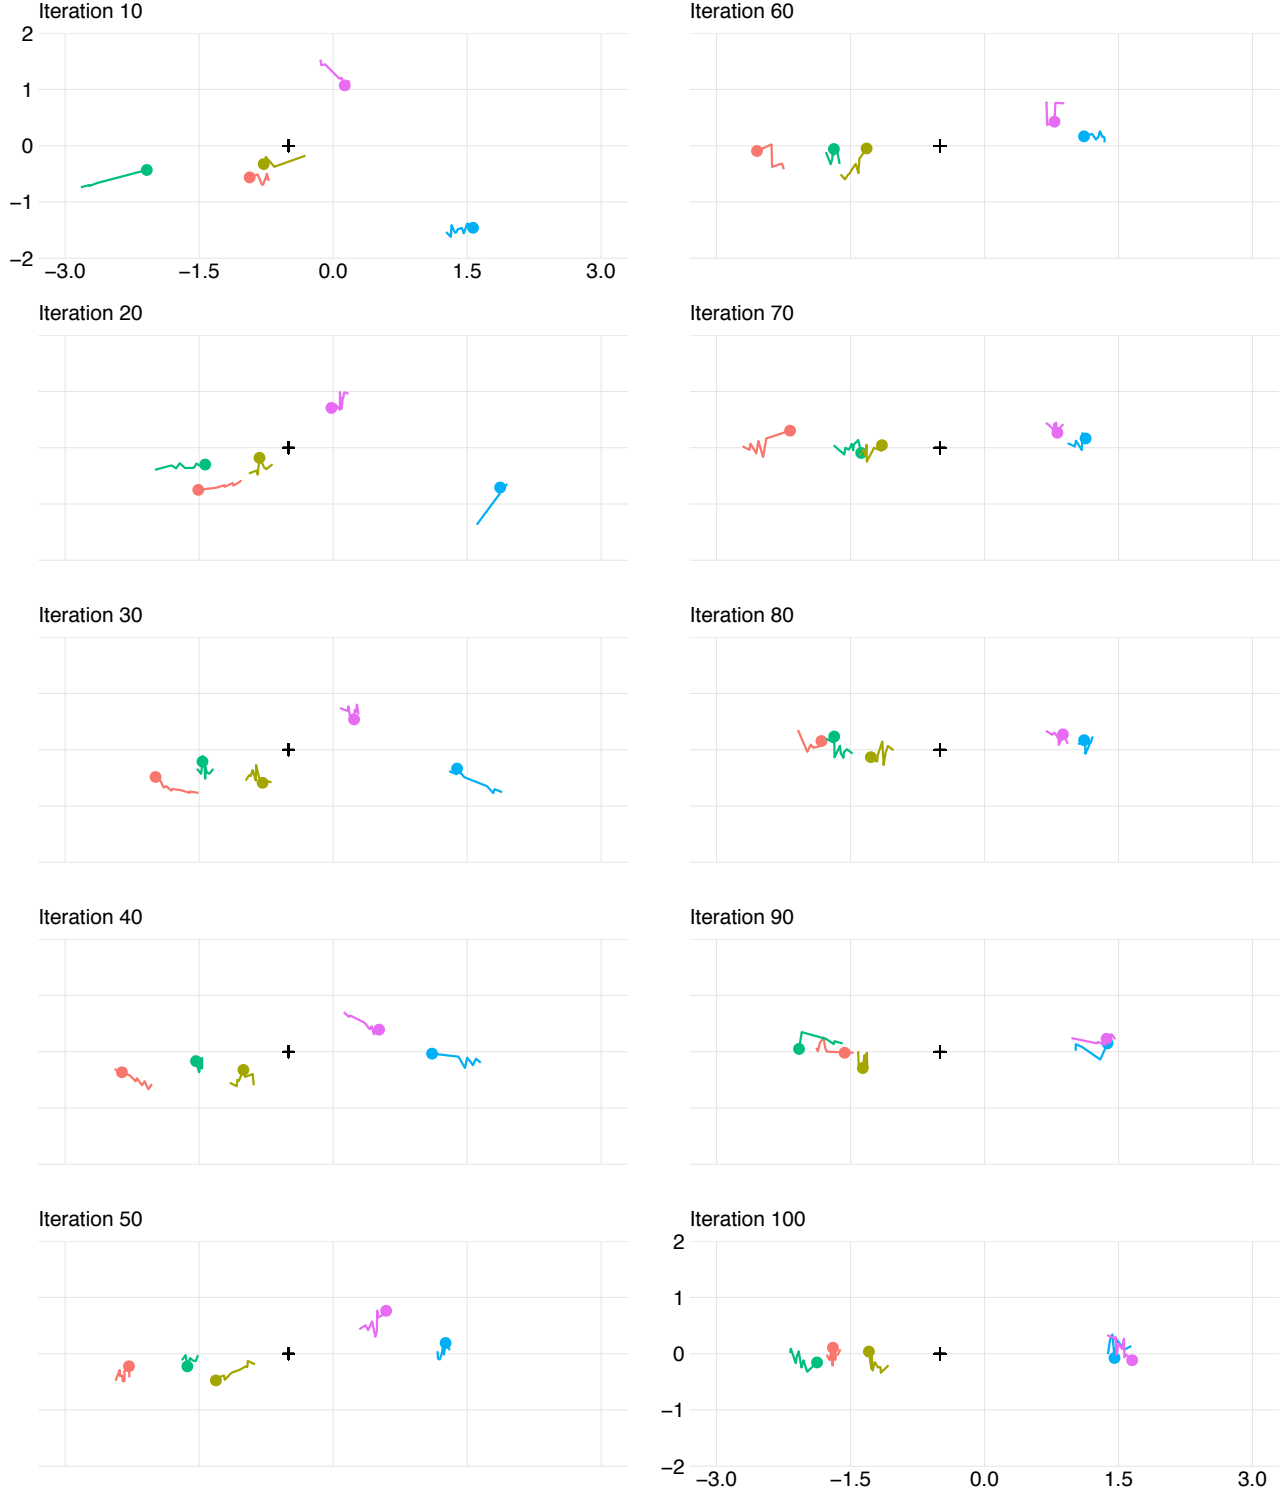 Iteration 10
2
1
0
−1
−2
−3.0 −1.5 0.0 1.5 3.0
Iteration 20
Iteration 30
Iteration 40
Iteration 50
Iteration 60
Iteration 70
Iteration 80
Iteration 90
Iteration 100
2
1
0
−1
−2
−3.0 −1.5 0.0 1.5 3.0